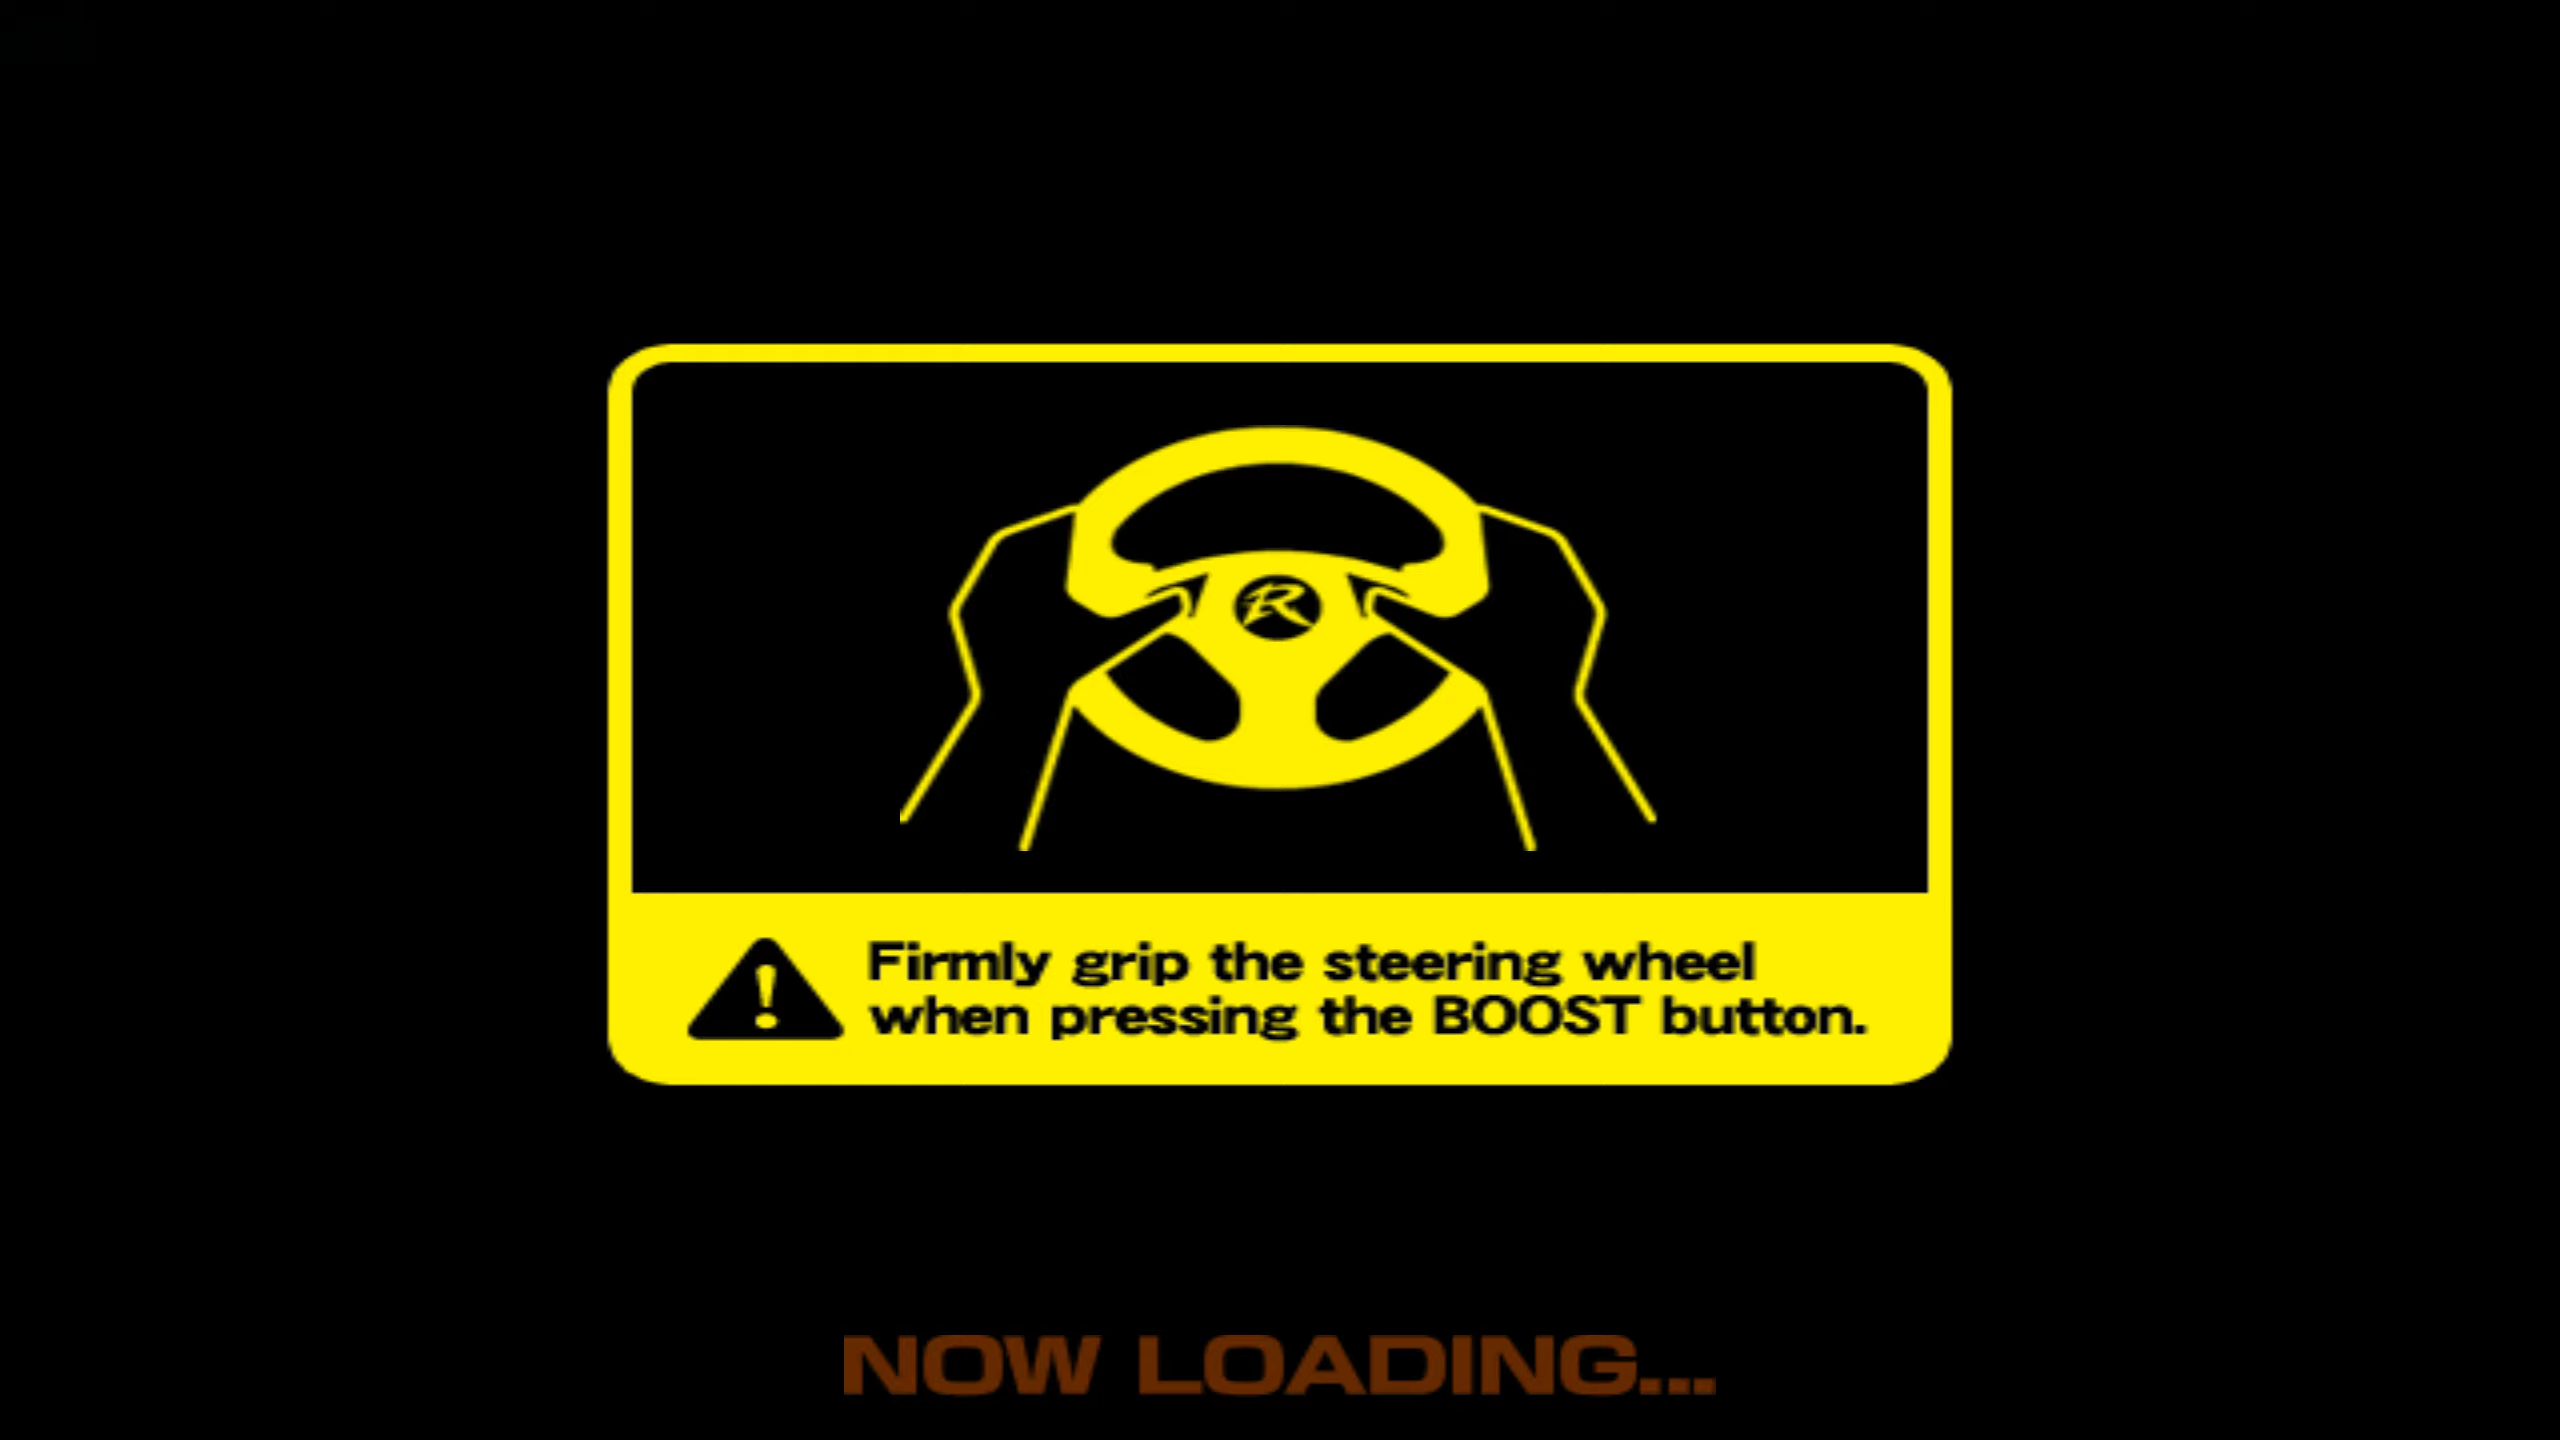 R
!
Firmly grip the steering wheel
when pressing the BOOST button.
NOW LOADING...